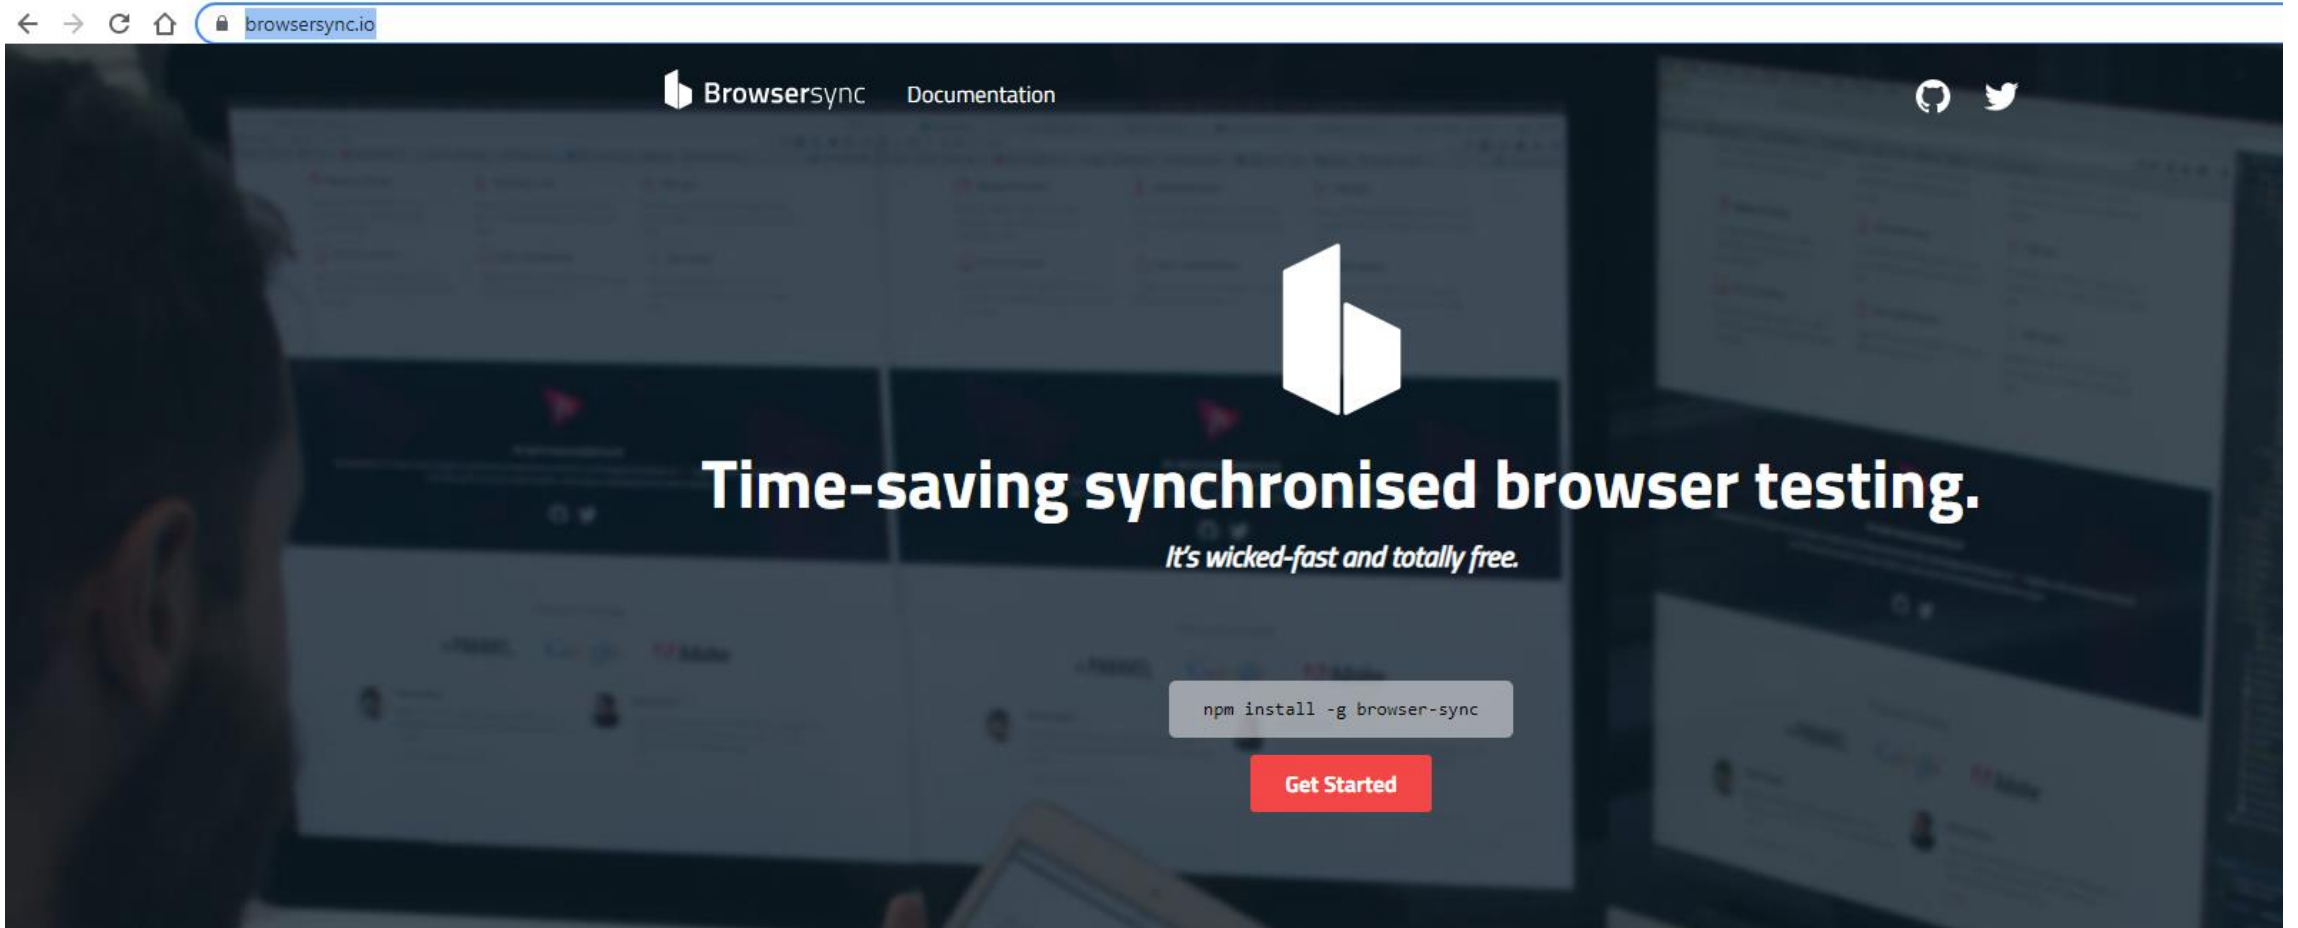 browsersync.io
Browsersync Documentation
Time-saving synchronised browser testing.
It's wicked-fast and totally free.
npm install -g browser-sync
Get Started